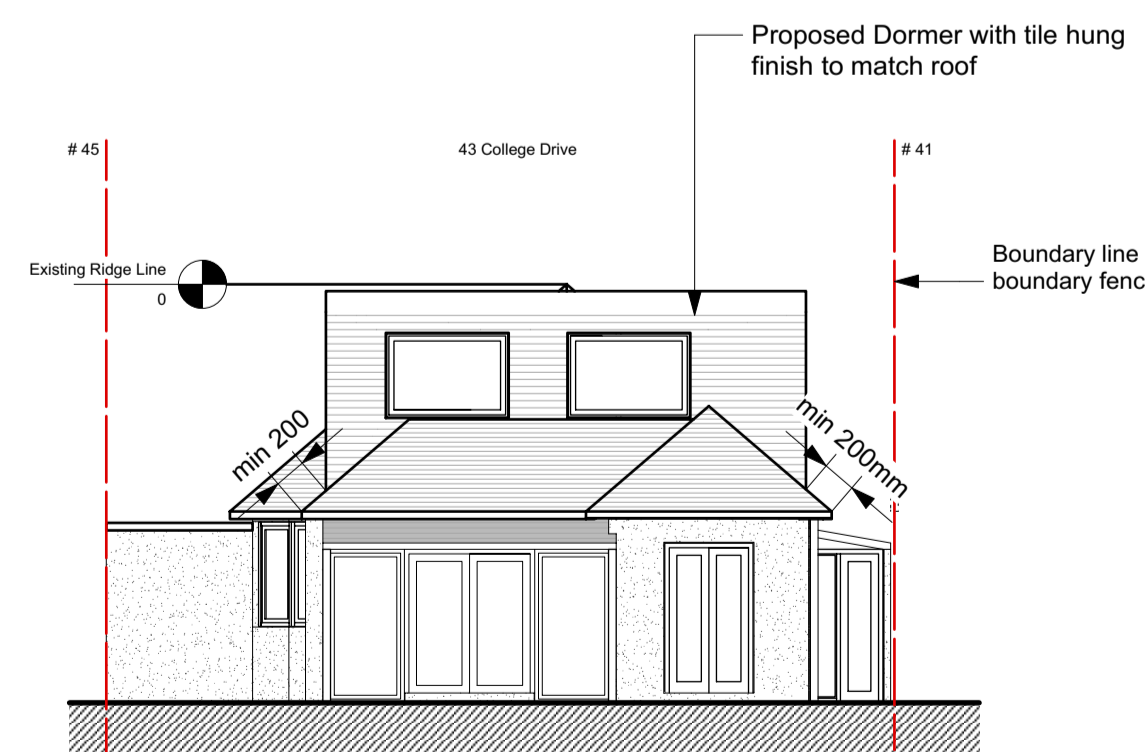 Proposed Dormer with tile hung
finish to match roof
# 45
43 College Drive
# 41
Boundary line
boundary fenc
Existing Ridge Line
0
min 200
min 200mm